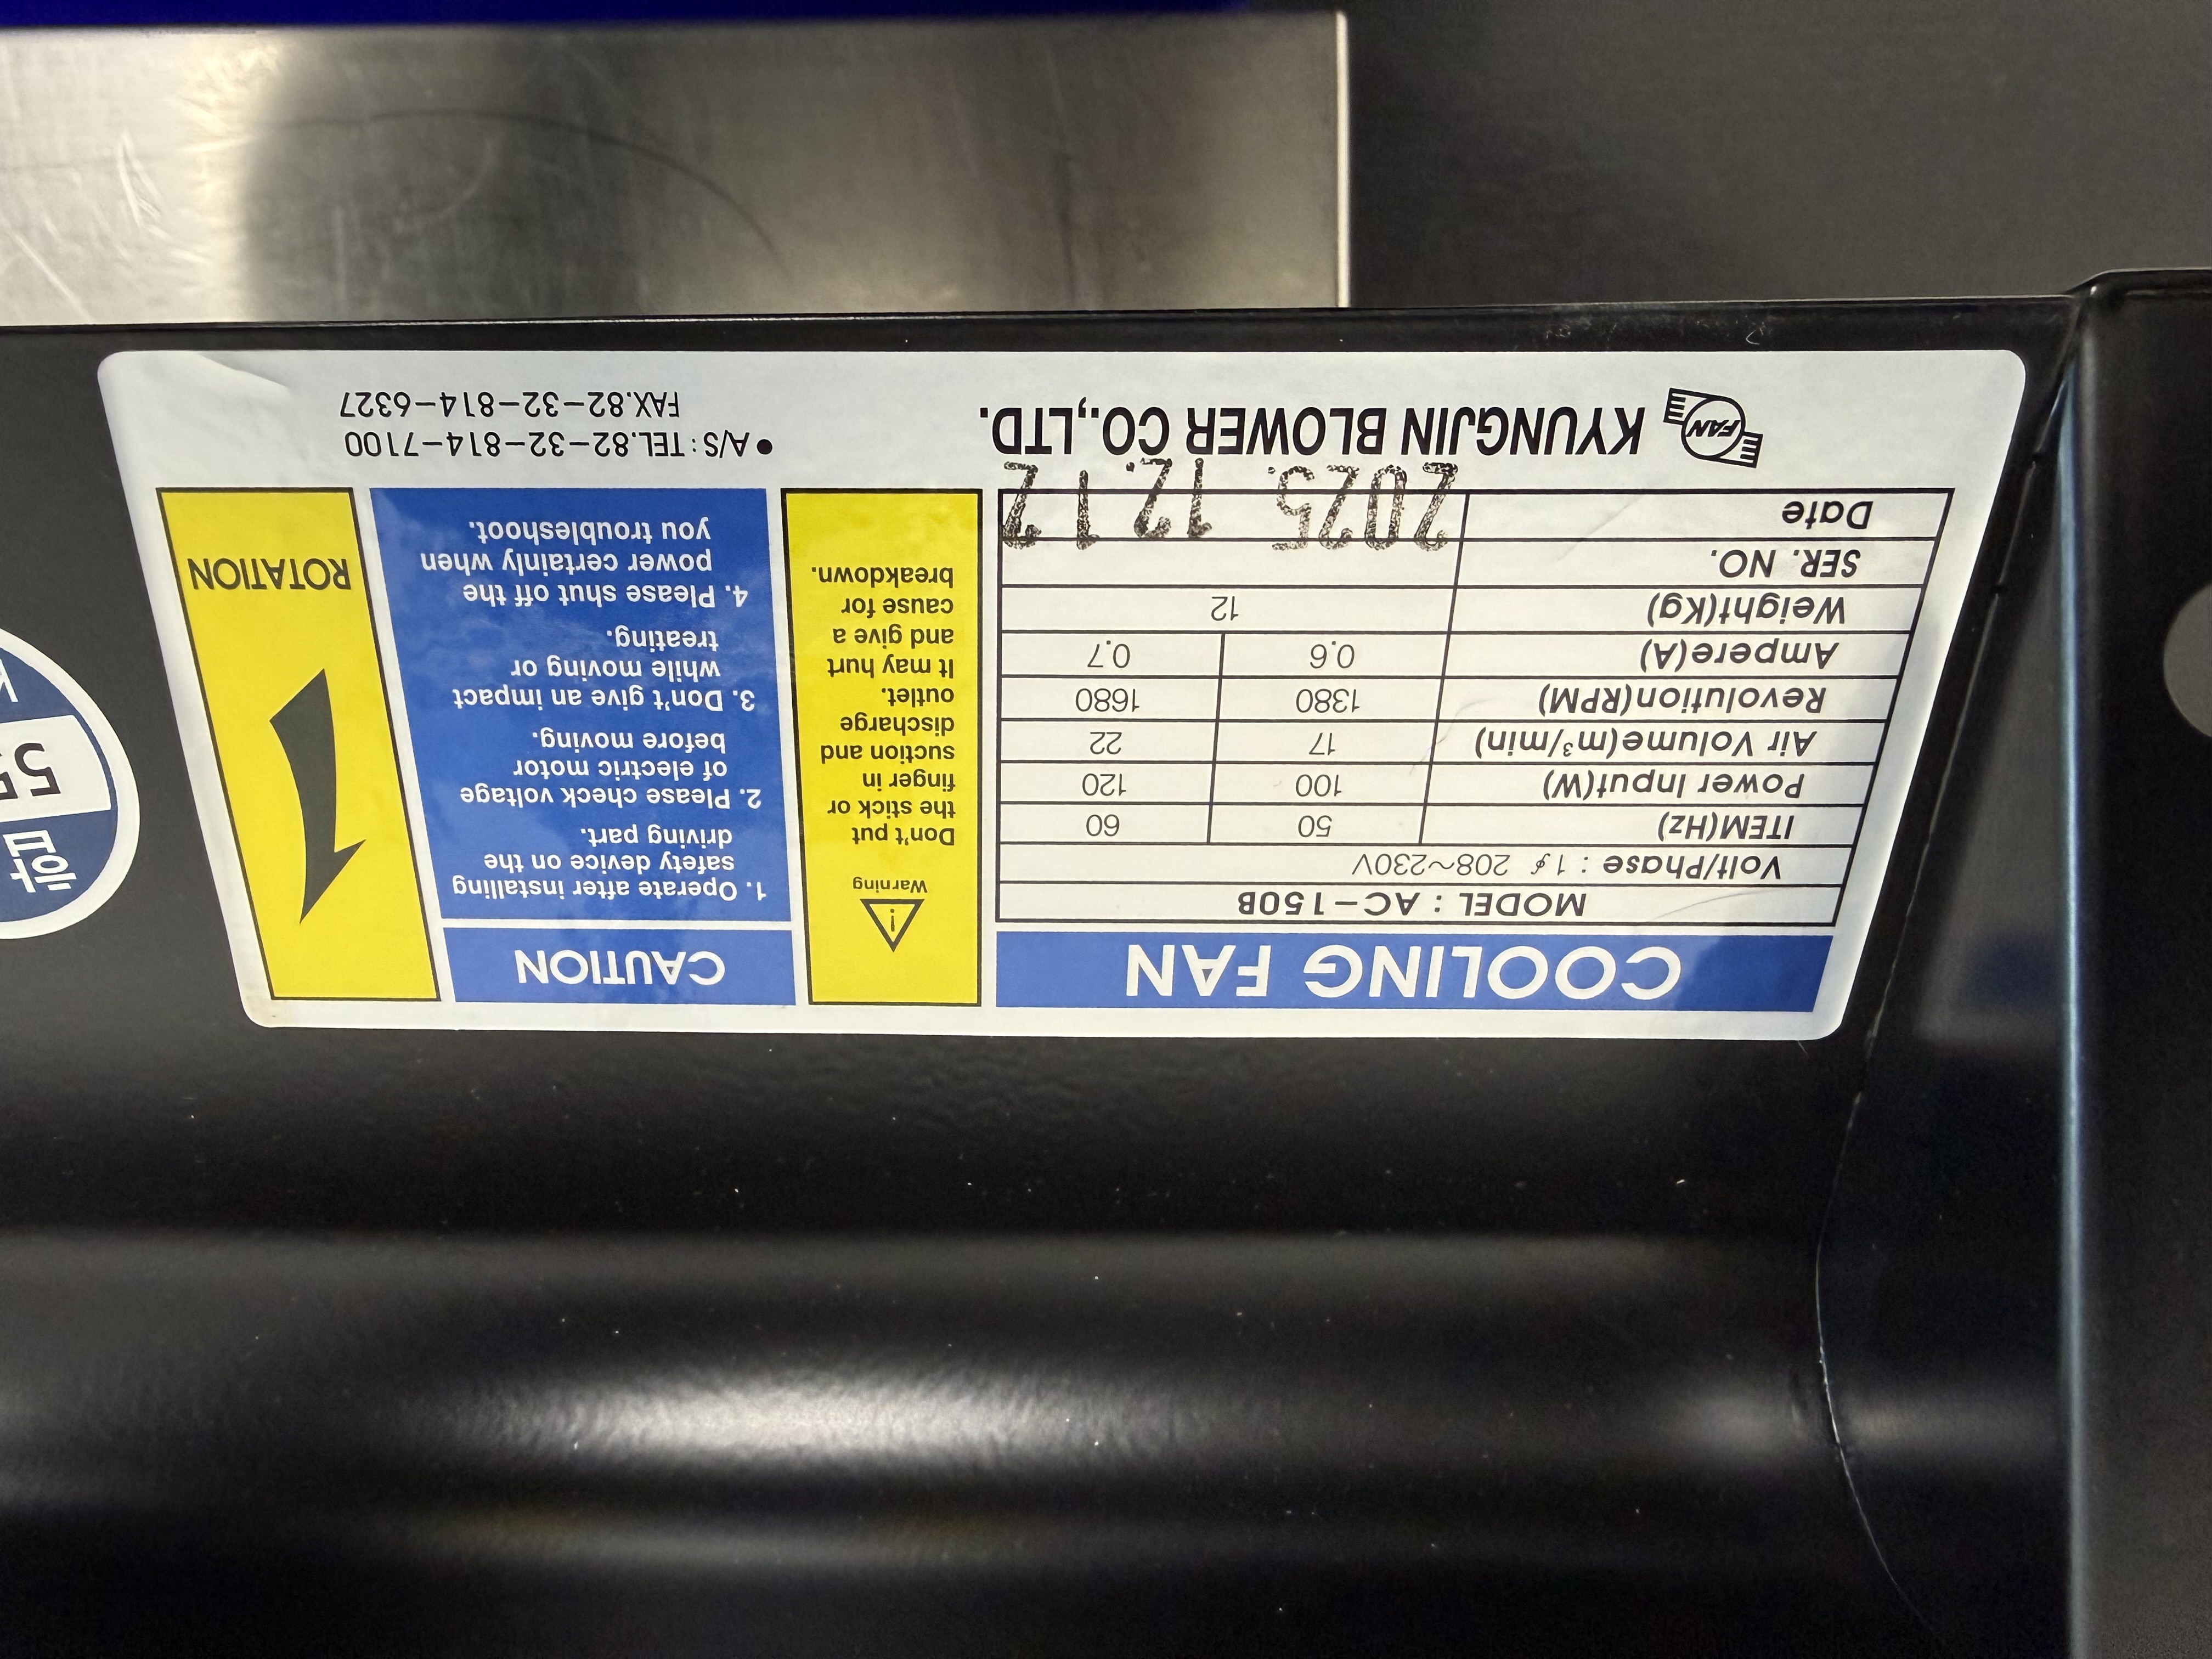 COOLING FAN
MODEL : AC-150B
Volt/Phase : 1∮ 208~230V
ITEM(Hz) 50 60
Power Input(W) 100 120
Air Volume(m³/min) 17 22
Revolution(RPM) 1380 1680
Ampere(A) 0.6 0.7
Weight(Kg) 12
SER. NO.
Date 2025. 12. 17
FAN KYUNGJIN BLOWER CO.,LTD.
Warning
Don't put
the stick or
finger in
suction and
discharge
outlet.
It may hurt
and give a
cause for
breakdown.
CAUTION
1. Operate after installing
safety device on the
driving part.
2. Please check voltage
of electric motor
before moving.
3. Don't give an impact
while moving or
treating.
4. Please shut off the
power certainly when
you troubleshoot.
ROTATION
•A/S : TEL.82-32-814-7100
FAX.82-32-814-6327